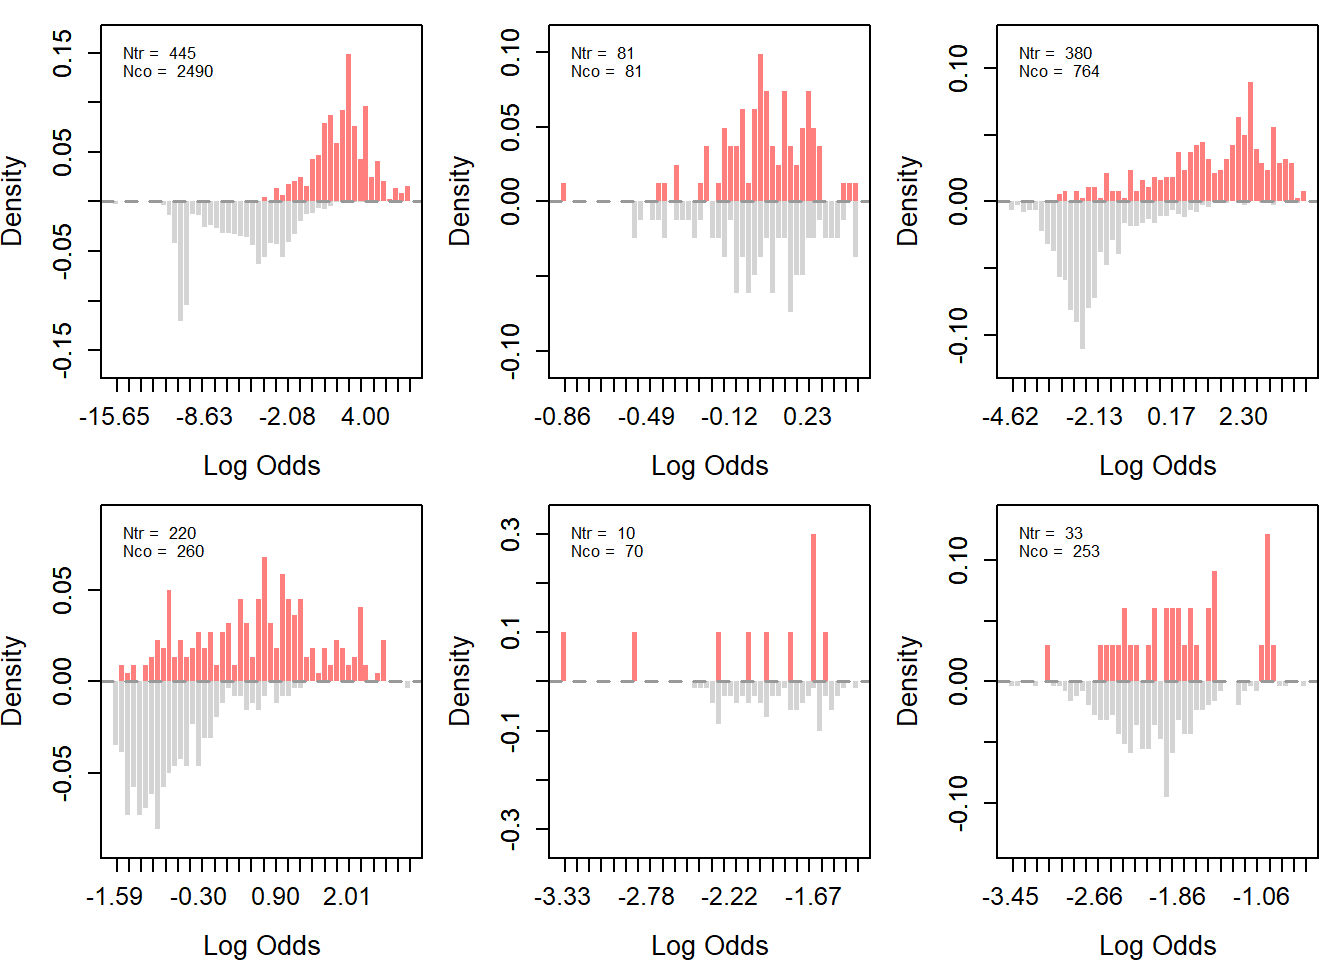 Ntr = 445
Nco = 2490
0.15
0.05
-0.05
-0.15
Density
-15.65 -8.63 -2.08 4.00
Log Odds
Ntr = 81
Nco = 81
0.10
0.05
0.00
-0.10
Density
-0.86 -0.49 -0.12 0.23
Log Odds
Ntr = 380
Nco = 764
0.10
0.00
-0.10
Density
-4.62 -2.13 0.17 2.30
Log Odds
Ntr = 220
Nco = 260
0.05
0.00
-0.05
Density
-1.59 -0.30 0.90 2.01
Log Odds
Ntr = 10
Nco = 70
0.3
0.1
-0.1
-0.3
Density
-3.33 -2.78 -2.22 -1.67
Log Odds
Ntr = 33
Nco = 253
0.10
0.00
-0.10
Density
-3.45 -2.66 -1.86 -1.06
Log Odds